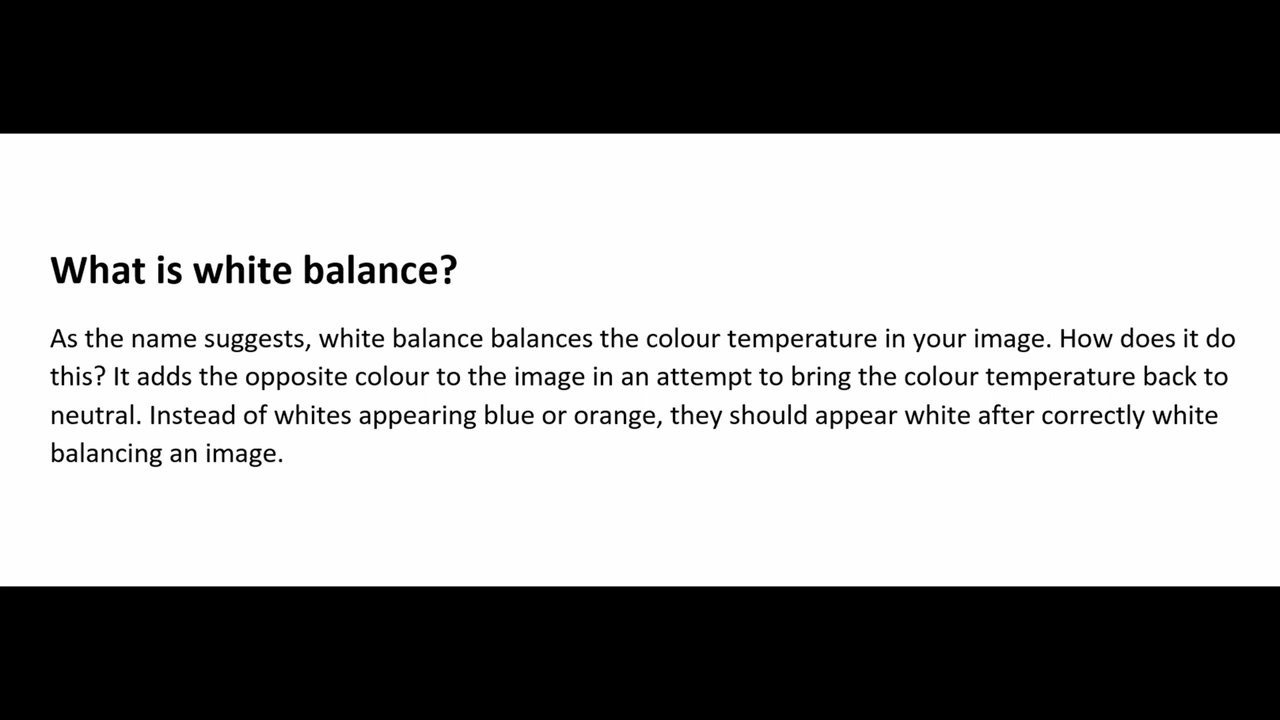 What is white balance?
As the name suggests, white balance balances the colour temperature in your image. How does it do
this? It adds the opposite colour to the image in an attempt to bring the colour temperature back to
neutral. Instead of whites appearing blue or orange, they should appear white after correctly white
balancing an image.